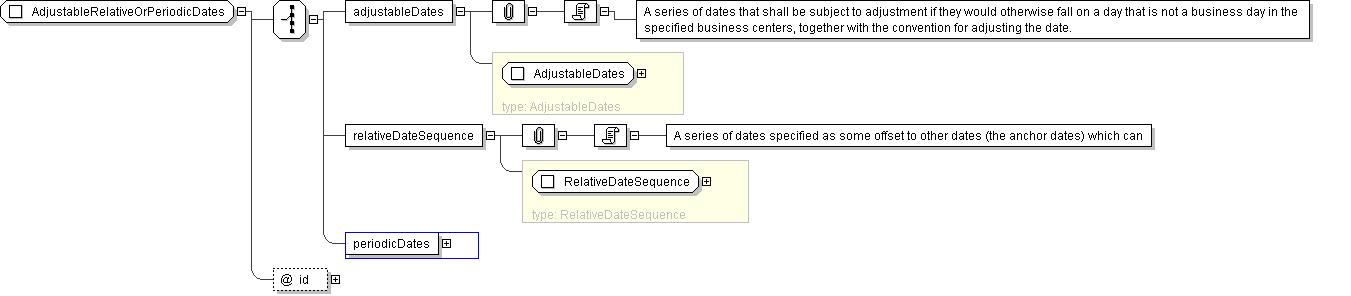 AdjustableRelativeOrPeriodicDates
adjustableDates
A series of dates that shall be subject to adjustment if they would otherwise fall on a day that is not a business day in the
specified business centers, together with the convention for adjusting the date.
AdjustableDates
type: AdjustableDates
relativeDateSequence
A series of dates specified as some offset to other dates (the anchor dates) which can
RelativeDateSequence
type: RelativeDateSequence
periodicDates
@ id